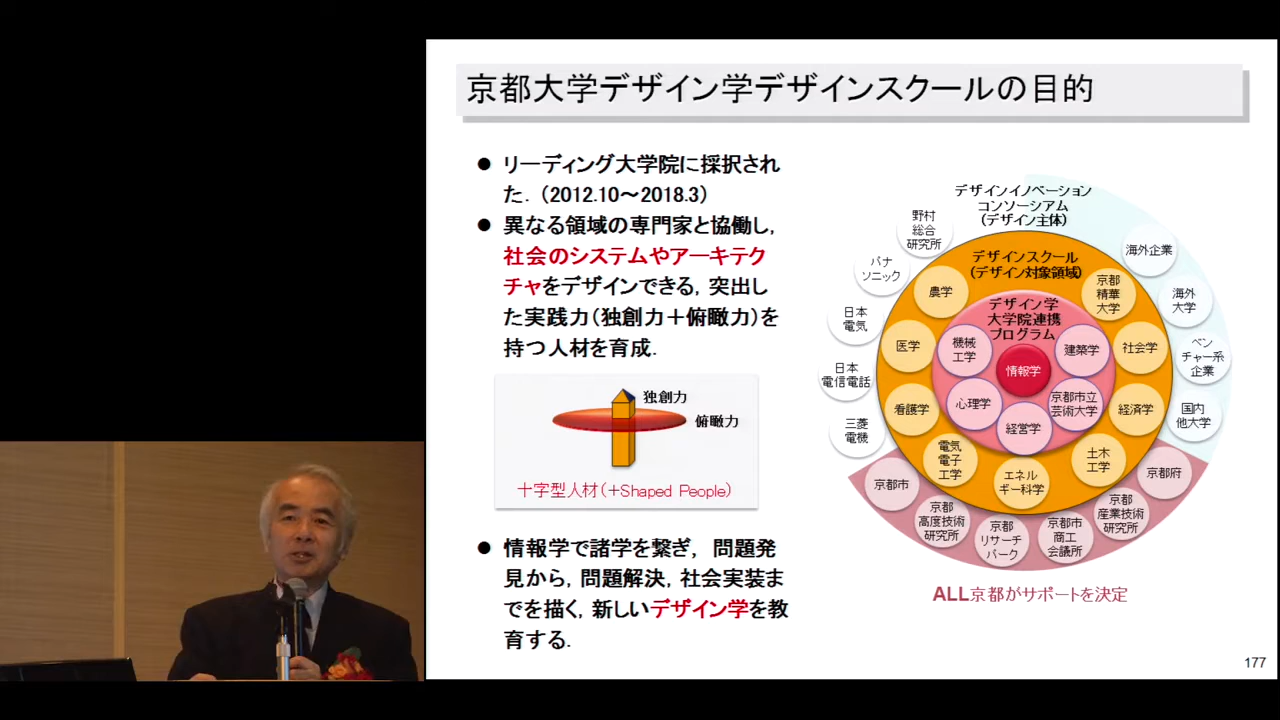 京都大学デザイン学デザインスクールの目的
● リーディング大学院に採択され
た．（2012.10～2018.3）
● 異なる領域の専門家と協働し，
社会のシステムやアーキテク
チャをデザインできる，突出し
た実践力（独創力＋俯瞰力）を
持つ人材を育成．
独創力
俯瞰力
十字型人材（＋Shaped People）
● 情報学で諸学を繋ぎ， 問題発
見から，問題解決，社会実装ま
でを描く，新しいデザイン学を教
育する．
デザインイノベーション
コンソーシアム
（デザイン主体）
野村
総合
研究所
パナ
ソニック
日本
電気
日本
電信電話
三菱
電機
海外企業
海外
大学
ベン
チャー系
企業
国内
他大学
デザインスクール
（デザイン対象領域）
農学
京都
精華
大学
医学
社会学
看護学
経済学
電気
電子
工学
土木
工学
エネル
ギー科学
デザイン学
大学院連携
プログラム
機械
工学
建築学
情報学
心理学
京都市立
芸術大学
経営学
京都市
京都
高度技術
研究所
京都
リサーチ
パーク
京都市
商工
会議所
京都
産業技術
研究所
京都府
ALL京都がサポートを決定
177